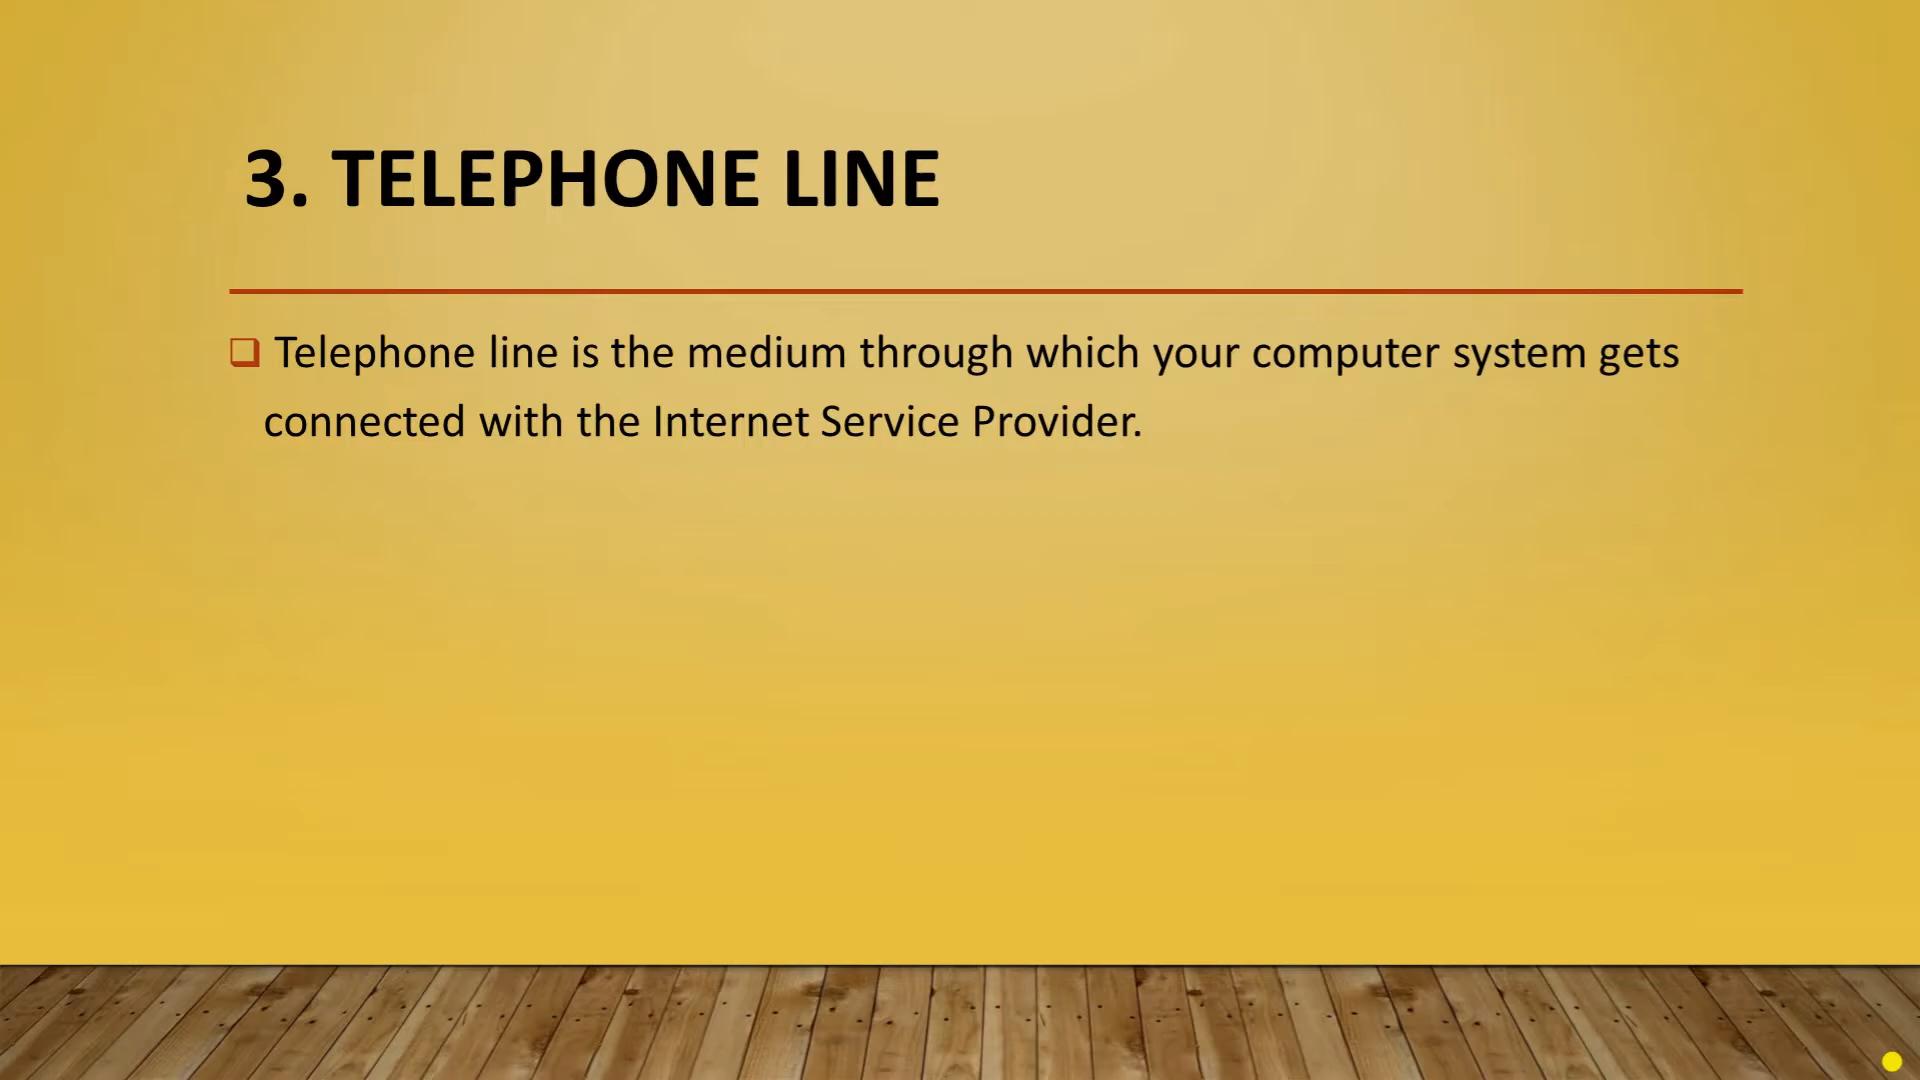 3. TELEPHONE LINE
Telephone line is the medium through which your computer system gets
connected with the Internet Service Provider.